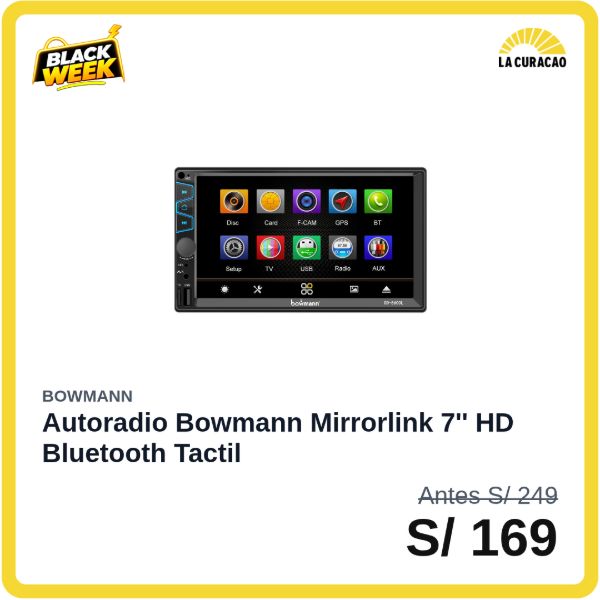 BLACK
WEEK
LA CURACAO
Disc Card F-CAM GPS BT
Setup TV USB Radio AUX
bowmann
BOWMANN
Autoradio Bowmann Mirrorlink 7'' HD
Bluetooth Tactil
Antes S/ 249
S/ 169